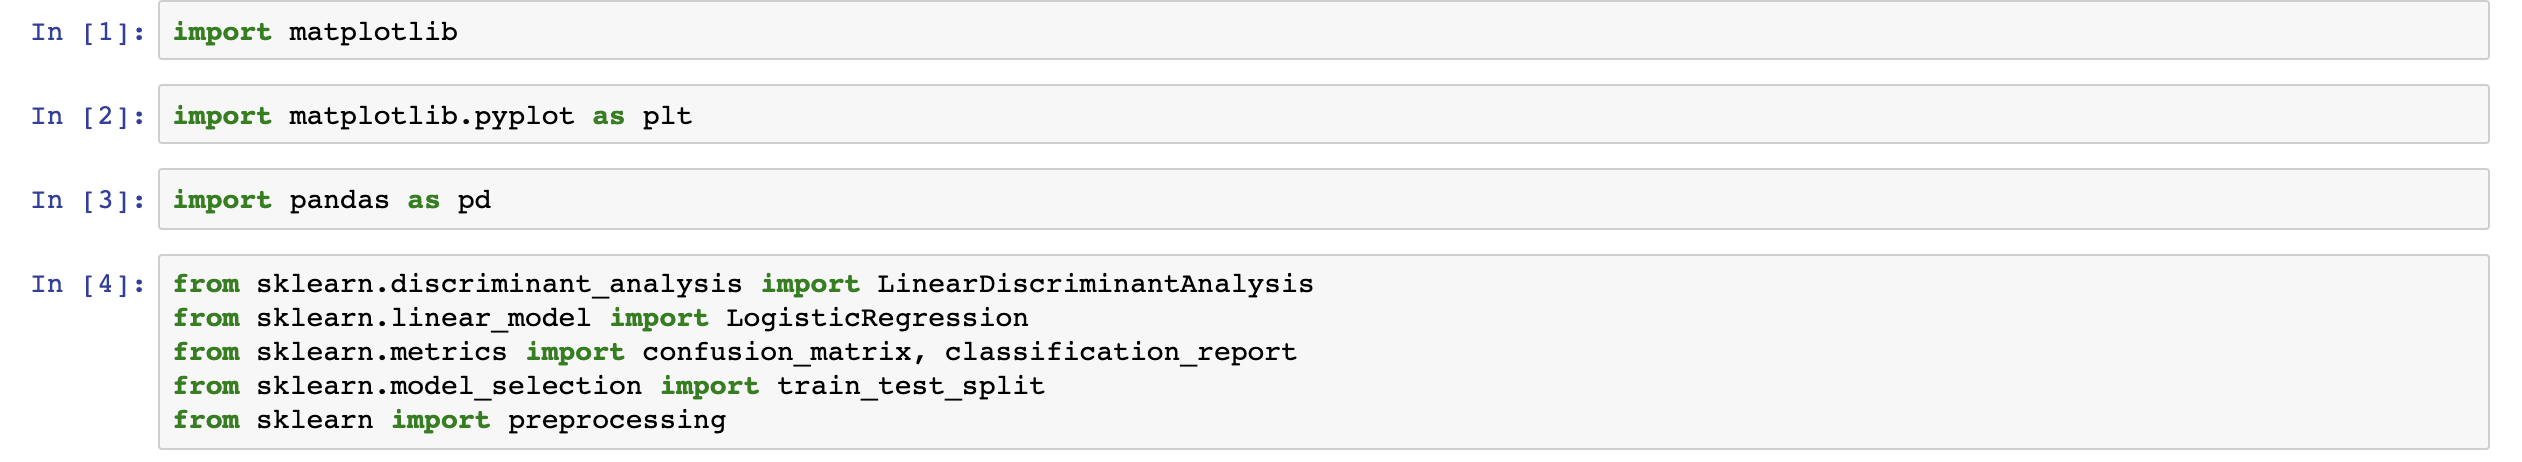 In [1]: import matplotlib
In [2]: import matplotlib.pyplot as plt
In [3]: import pandas as pd
In [4]: from sklearn.discriminant_analysis import LinearDiscriminantAnalysis
from sklearn.linear_model import LogisticRegression
from sklearn.metrics import confusion_matrix, classification_report
from sklearn.model_selection import train_test_split
from sklearn import preprocessing